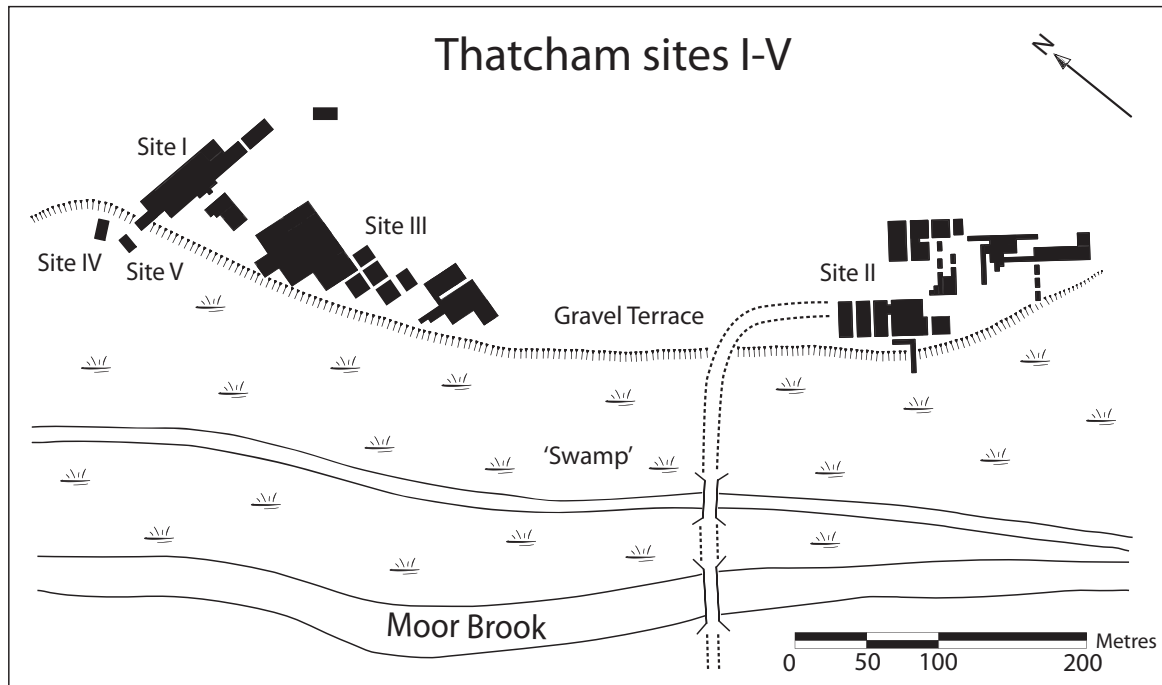 Thatcham sites I-V
N
Site I
Site III
Site IV
Site V
Site II
Gravel Terrace
'Swamp'
Moor Brook
Metres
0 50 100 200